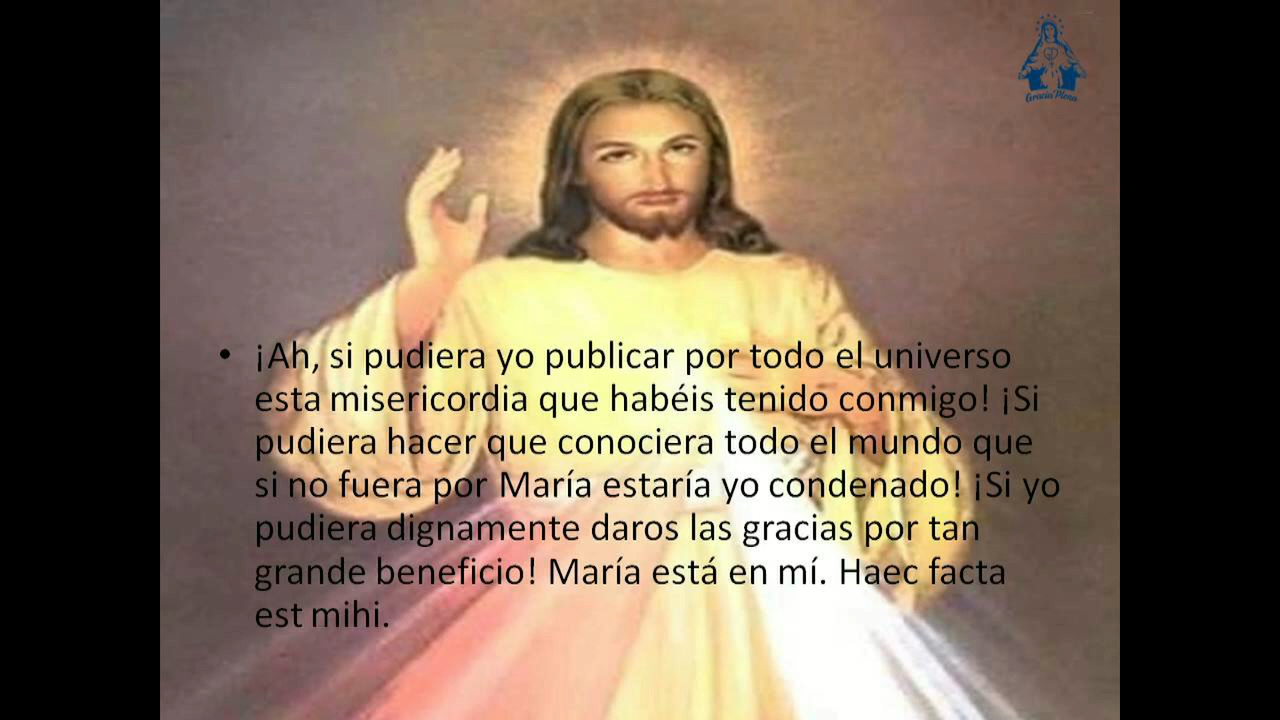 Gracia Plena
• ¡Ah, si pudiera yo publicar por todo el universo
esta misericordia que habéis tenido conmigo! ¡Si
pudiera hacer que conociera todo el mundo que
si no fuera por María estaría yo condenado! ¡Si yo
pudiera dignamente daros las gracias por tan
grande beneficio! María está en mí. Haec facta
est mihi.